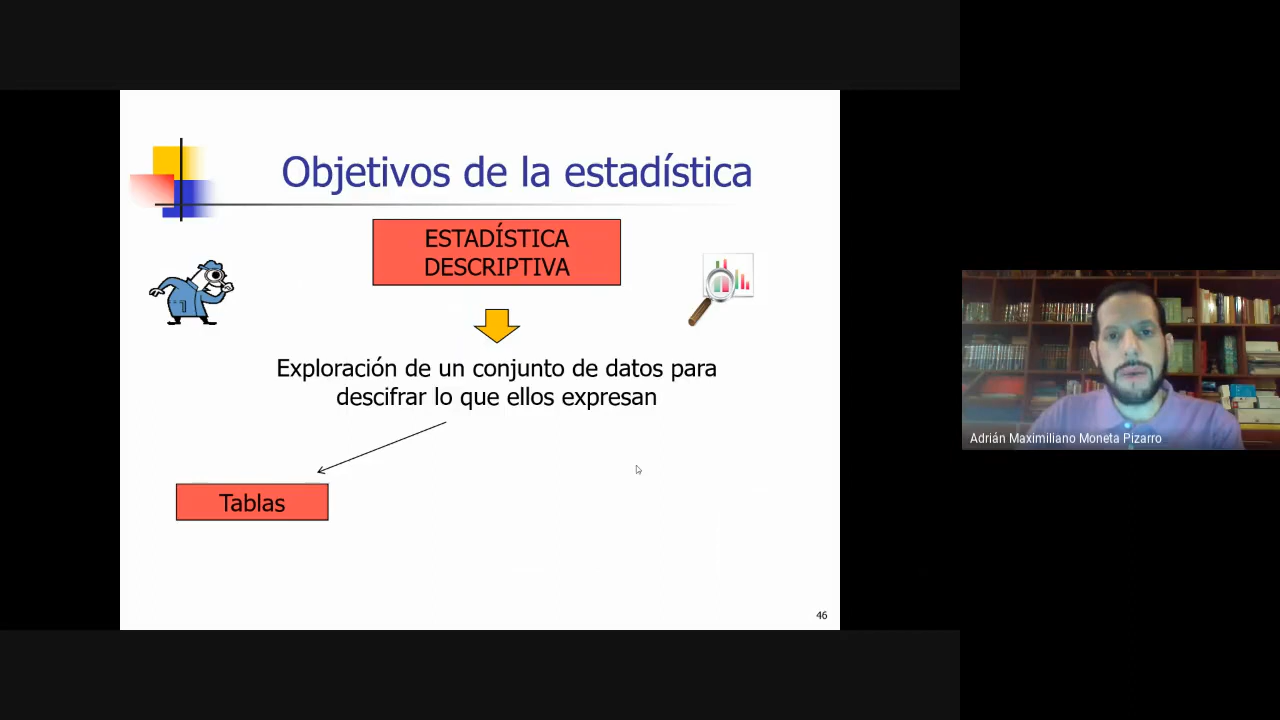 Objetivos de la estadística
ESTADÍSTICA
DESCRIPTIVA
Exploración de un conjunto de datos para
descifrar lo que ellos expresan
Tablas
46
Adrián Maximiliano Moneta Pizarro